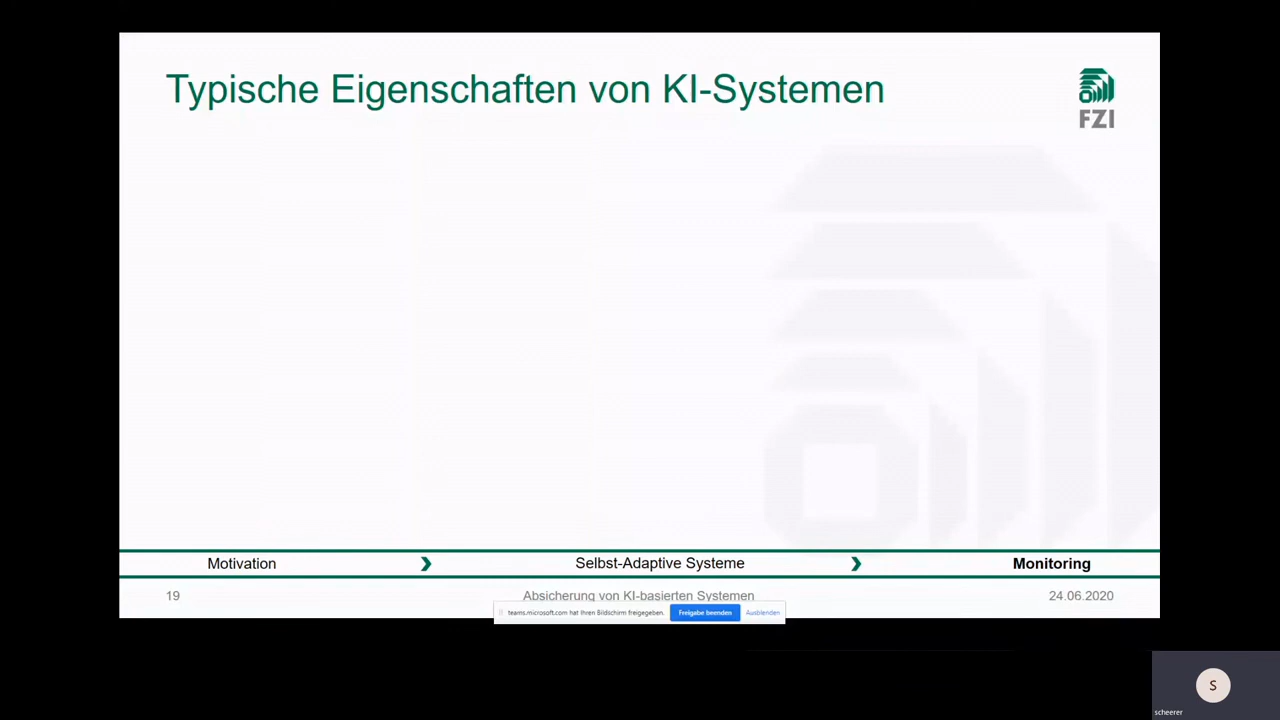 Typische Eigenschaften von KI-Systemen
FZI
Motivation
Selbst-Adaptive Systeme
Monitoring
19
Absicherung von KI-basierten Systemen
24.06.2020
teams.microsoft.com hat Ihren Bildschirm freigegeben.
Freigabe beenden
Ausblenden
S
scheerer